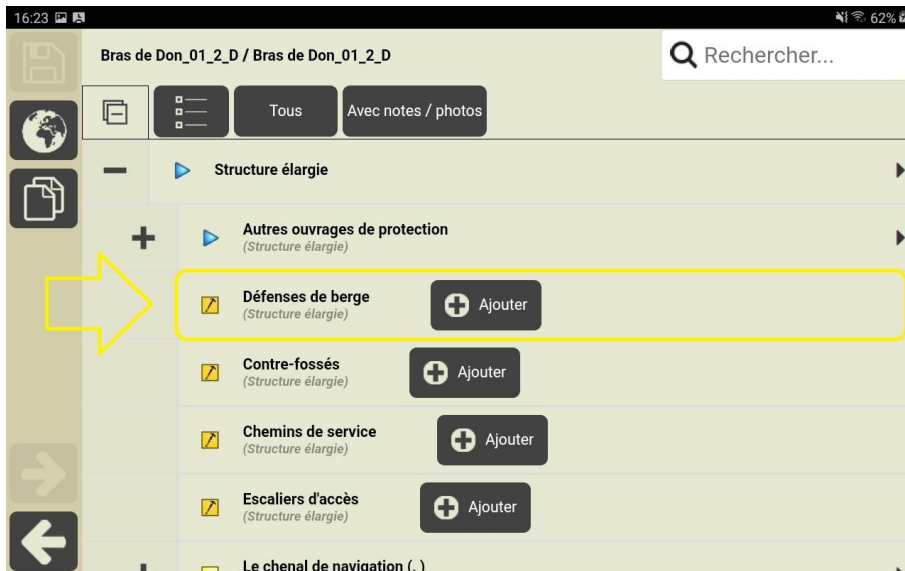 16:23 62%
Bras de Don_01_2_D / Bras de Don_01_2_D
Rechercher...
Tous
Avec notes / photos
Structure élargie
Autres ouvrages de protection
(Structure élargie)
Défenses de berge
(Structure élargie)
Ajouter
Contre-fossés
(Structure élargie)
Ajouter
Chemins de service
(Structure élargie)
Ajouter
Escaliers d'accès
(Structure élargie)
Ajouter
Le chenal de navigation (, )